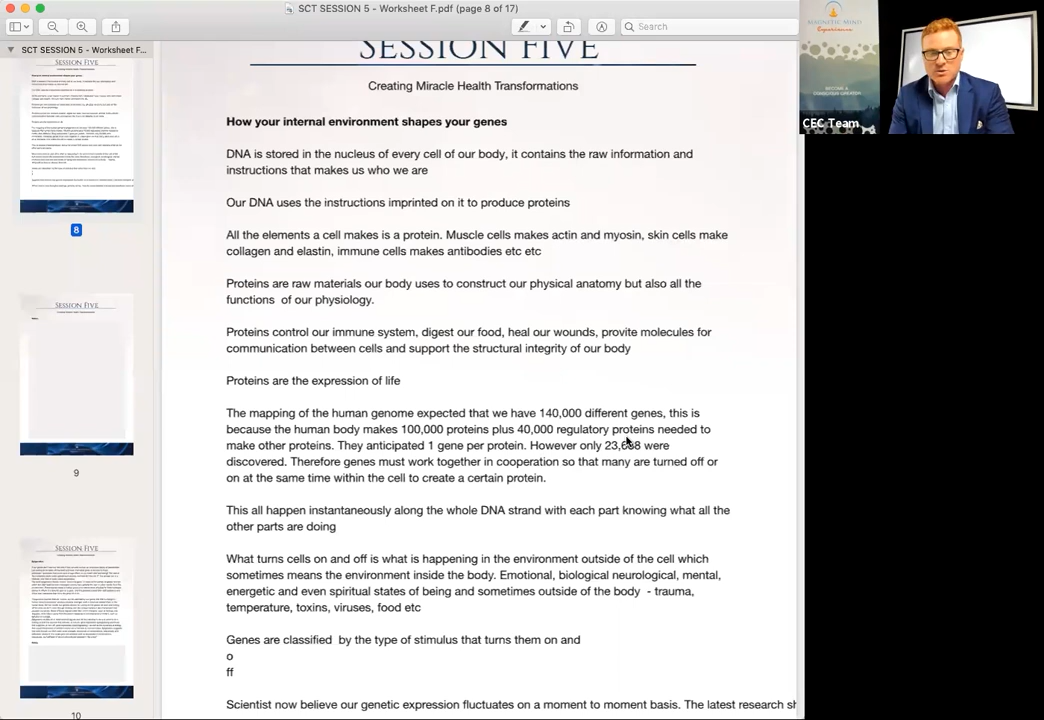 SCT SESSION 5 - Worksheet F.pdf (page 8 of 17)
Search
SCT SESSION 5 - Worksheet F...
8
SESSION FIVE
9
SESSION FIVE
10
SESSION FIVE
Creating Miracle Health Transformations
How your internal environment shapes your genes
DNA is stored in the nucleus of every cell of our body, it contains the raw information and
instructions that makes us who we are
Our DNA uses the instructions imprinted on it to produce proteins
All the elements a cell makes is a protein. Muscle cells makes actin and myosin, skin cells make
collagen and elastin, immune cells makes antibodies etc etc
Proteins are raw materials our body uses to construct our physical anatomy but also all the
functions of our physiology.
Proteins control our immune system, digest our food, heal our wounds, provite molecules for
communication between cells and support the structural integrity of our body
Proteins are the expression of life
The mapping of the human genome expected that we have 140,000 different genes, this is
because the human body makes 100,000 proteins plus 40,000 regulatory proteins needed to
make other proteins. They anticipated 1 gene per protein. However only were
discovered. Therefore genes must work together in cooperation so that many are turned off or
on at the same time within the cell to create a certain protein.
This all happen instantaneously along the whole DNA strand with each part knowing what all the
other parts are doing
What turns cells on and off is what is happening in the environment outside of the cell which
sometimes means the environment inside the body. Emotional, biological neurological, mental,
energetic and even spiritual states of being and sometimes outside of the body - trauma,
temperature, toxins, viruses, food etc
Genes are classified by the type of stimulus that turns them on and
o
ff
Scientist now believe our genetic expression fluctuates on a moment to moment basis. The latest research sh
MAGNETIC MIND
Experience
BECOME A
CONSCIOUS CREATOR
CEC Team